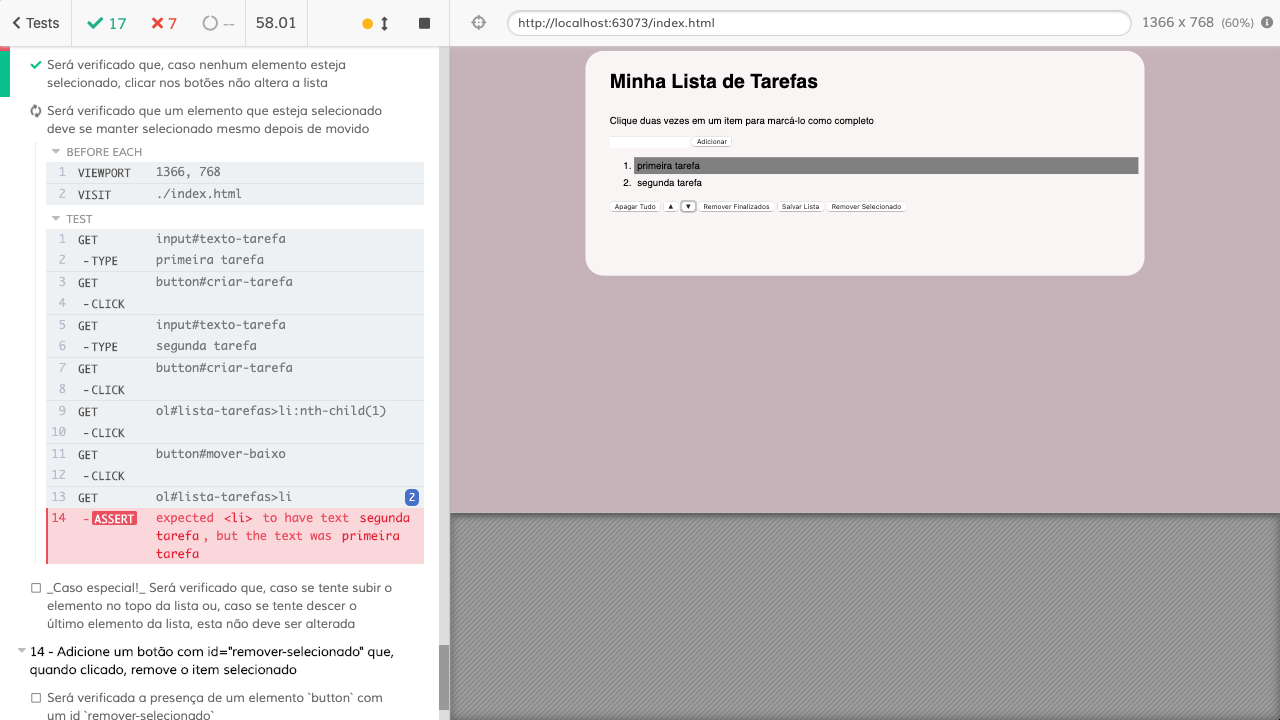 Tests 17 7 -- 58.01
http://localhost:63073/index.html 1366 x 768 (60%)
Será verificado que, caso nenhum elemento esteja
selecionado, clicar nos botões não altera a lista
Será verificado que um elemento que esteja selecionado
deve se manter selecionado mesmo depois de movido
BEFORE EACH
1 VIEWPORT 1366, 768
2 VISIT ./index.html
TEST
1 GET input#texto-tarefa
2 -TYPE primeira tarefa
3 GET button#criar-tarefa
4 -CLICK
5 GET input#texto-tarefa
6 -TYPE segunda tarefa
7 GET button#criar-tarefa
8 -CLICK
9 GET ol#lista-tarefas>li:nth-child(1)
10 -CLICK
11 GET button#mover-baixo
12 -CLICK
13 GET ol#lista-tarefas>li 2
14 -ASSERT expected <li> to have text segunda
tarefa, but the text was primeira
tarefa
_Caso especial!_ Será verificado que, caso se tente subir o
elemento no topo da lista ou, caso se tente descer o
último elemento da lista, esta não deve ser alterada
14 - Adicione um botão com id="remover-selecionado" que,
quando clicado, remove o item selecionado
Será verificada a presença de um elemento `button` com
um id `remover-selecionado`
Minha Lista de Tarefas
Clique duas vezes em um item para marcá-lo como completo
Adicionar
1. primeira tarefa
2. segunda tarefa
Apagar Tudo ▲ ▼ Remover Finalizados Salvar Lista Remover Selecionado